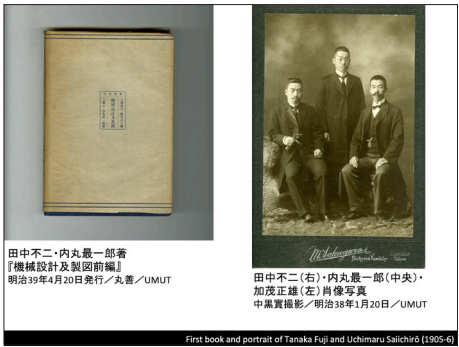 田中不二・内丸最一郎著
『機械設計及製図前編』
明治39年4月20日発行／丸善／UMUT
田中不二（右）・内丸最一郎（中央）・
加茂正雄（左）肖像写真
中黒實撮影／明治38年1月20日／UMUT
First book and portrait of Tanaka Fuji and Uchimaru Saiichirō (1905-6)